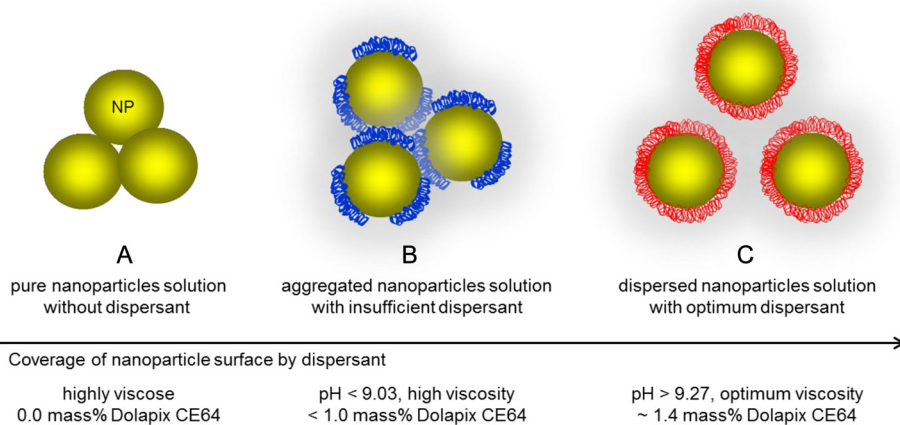 NP
A
B
C
pure nanoparticles solution
without dispersant
aggregated nanoparticles solution
with insufficient dispersant
dispersed nanoparticles solution
with optimum dispersant
Coverage of nanoparticle surface by dispersant
highly viscose
0.0 mass% Dolapix CE64
pH < 9.03, high viscosity
< 1.0 mass% Dolapix CE64
pH > 9.27, optimum viscosity
~ 1.4 mass% Dolapix CE64